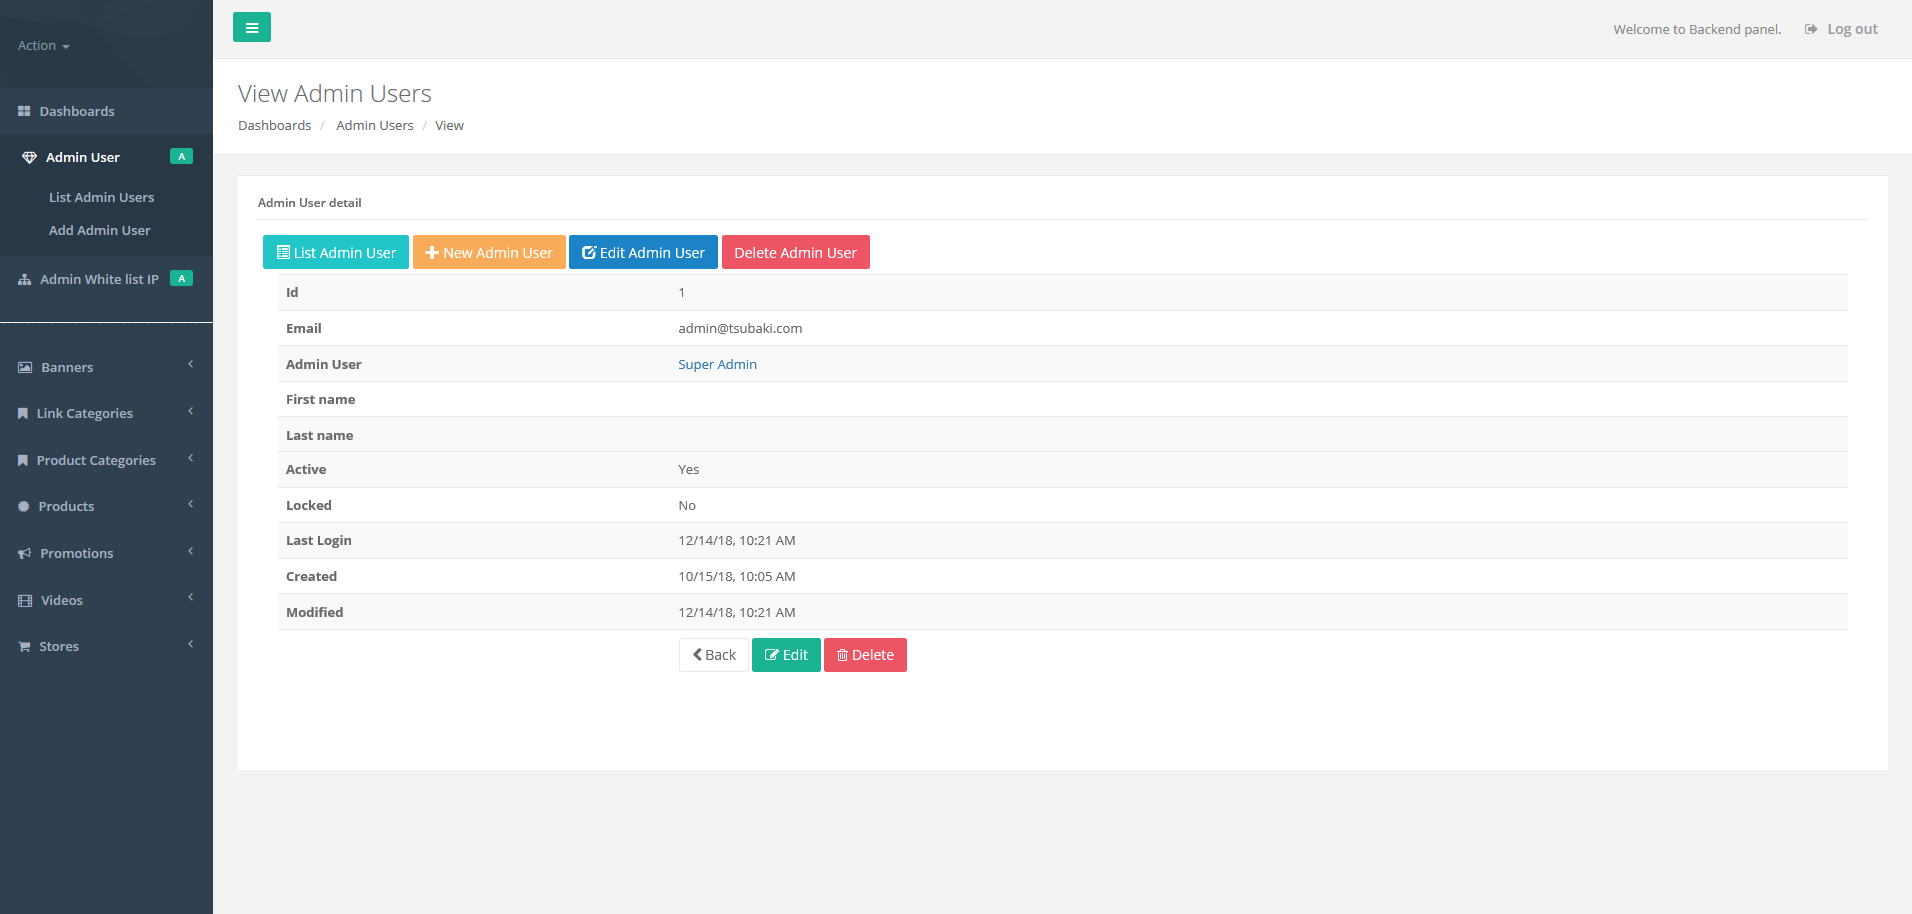 Action
Welcome to Backend panel. Log out
Dashboards
Admin User A
List Admin Users
Add Admin User
Admin White list IP A
Banners
Link Categories
Product Categories
Products
Promotions
Videos
Stores
View Admin Users
Dashboards / Admin Users / View
Admin User detail
List Admin User New Admin User Edit Admin User Delete Admin User
Id 1
Email admin@tsubaki.com
Admin User Super Admin
First name
Last name
Active Yes
Locked No
Last Login 12/14/18, 10:21 AM
Created 10/15/18, 10:05 AM
Modified 12/14/18, 10:21 AM
Back Edit Delete